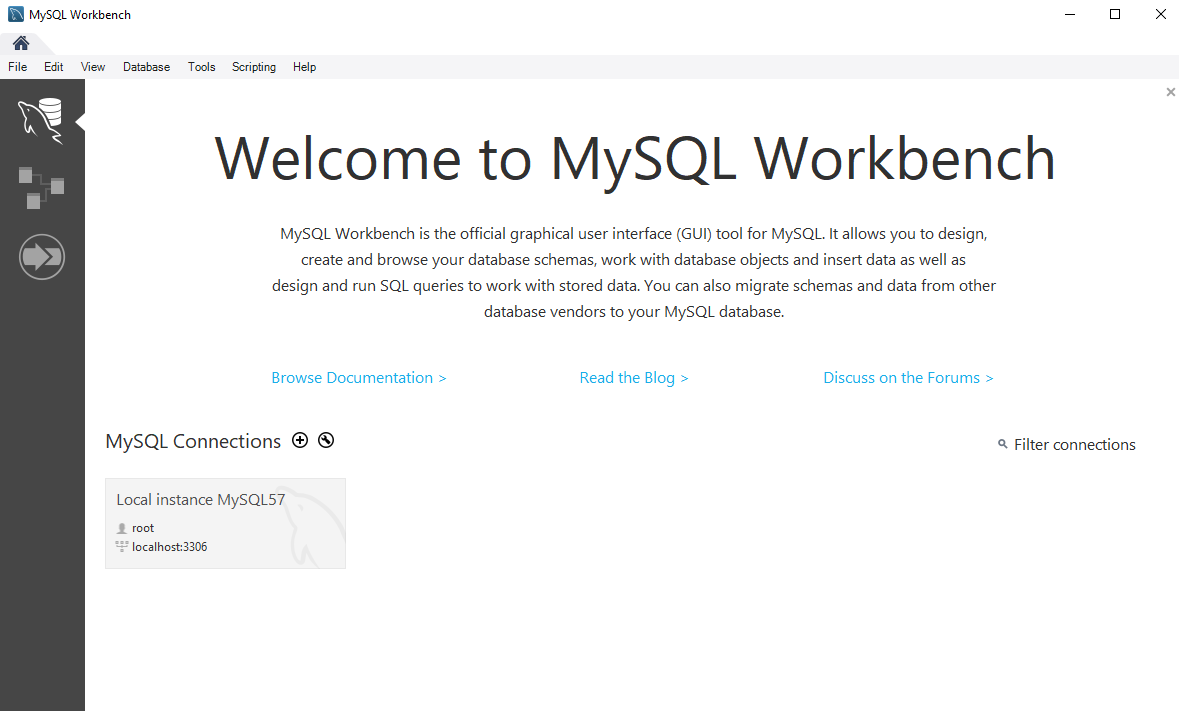 MySQL Workbench
File Edit View Database Tools Scripting Help
Welcome to MySQL Workbench
MySQL Workbench is the official graphical user interface (GUI) tool for MySQL. It allows you to design,
create and browse your database schemas, work with database objects and insert data as well as
design and run SQL queries to work with stored data. You can also migrate schemas and data from other
database vendors to your MySQL database.
Browse Documentation > Read the Blog > Discuss on the Forums >
MySQL Connections Filter connections
Local instance MySQL57
root
localhost:3306